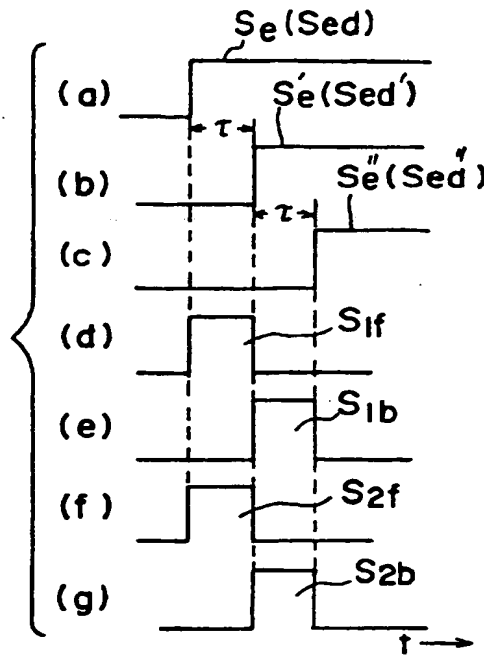 Se(Sed)
(a)
τ
Se'(Sed')
(b)
τ
Se"(Sed")
(c)
(d)
S1f
(e)
S1b
(f)
S2f
(g)
S2b
t